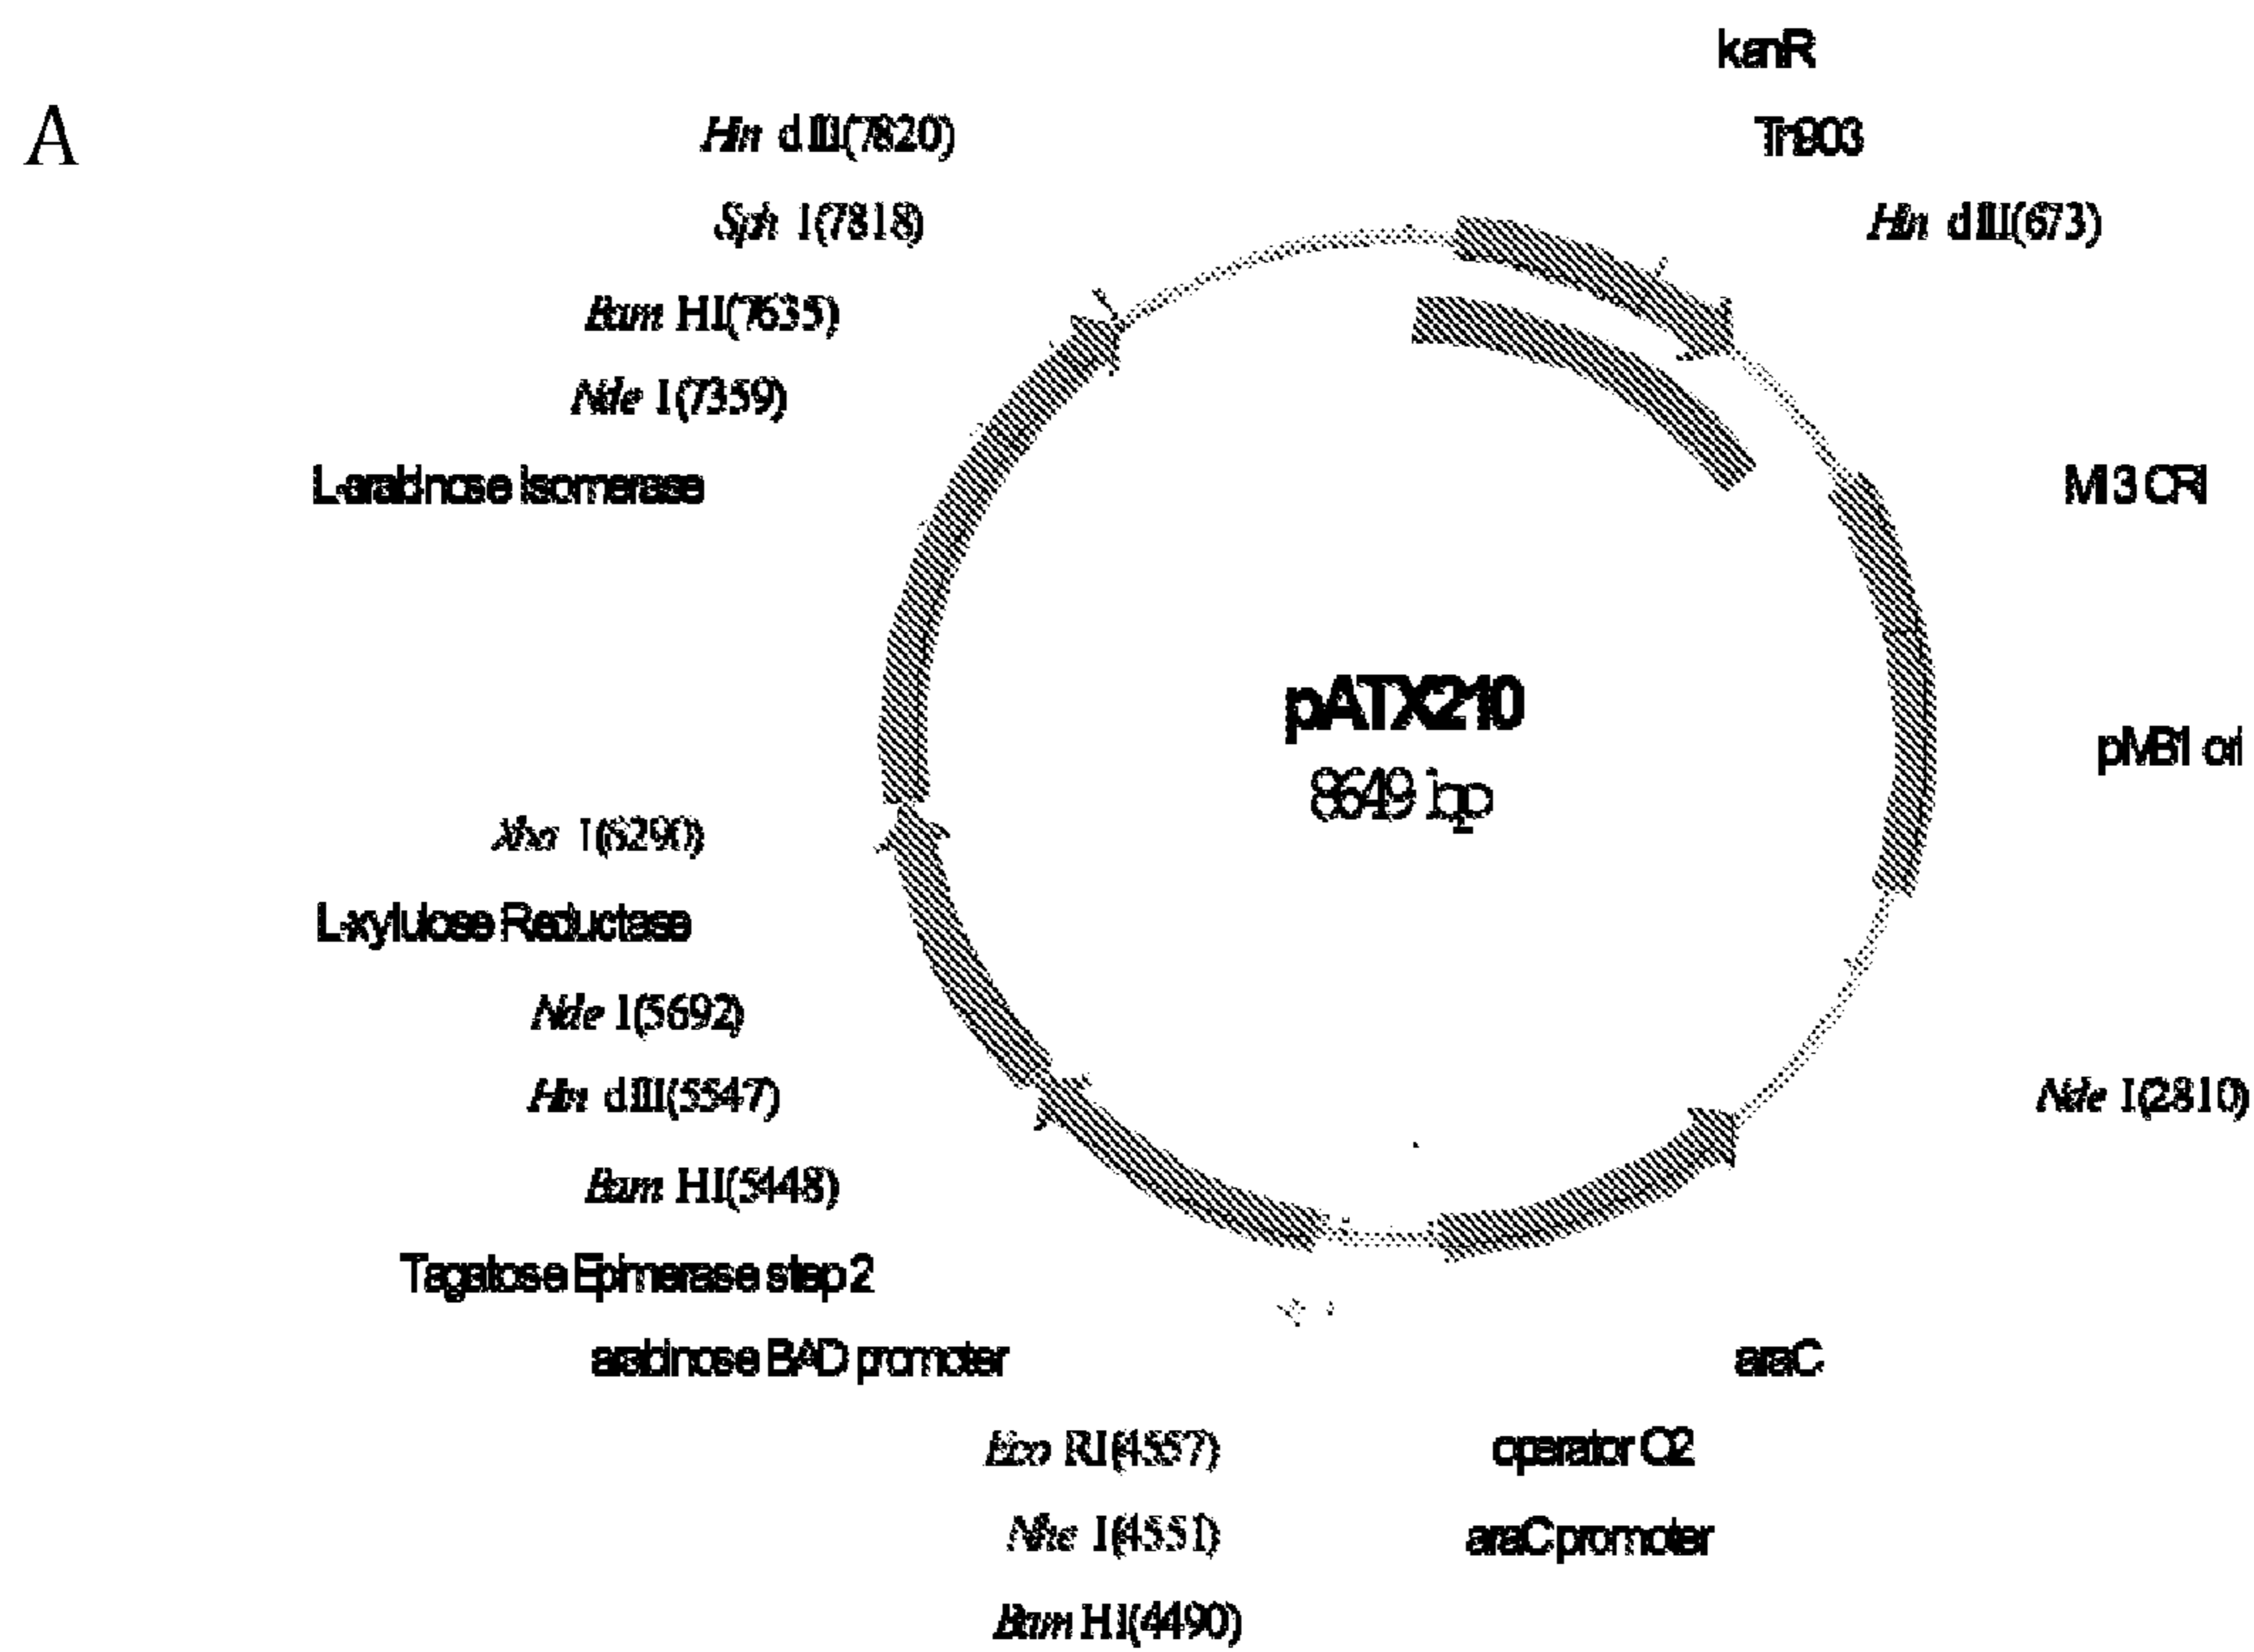 A
kanR
Tn903
Hin dIII(673)
M13 ORI
pMB1 ori
Nde I(2810)
araC
operator O2
araC promoter
Bam HI(4490)
Nhe I(4551)
Eco RI(4557)
arabinose BAD promoter
Tagatose Epimerase step 2
Bam HI(5448)
Hin dIII(5547)
Nde I(5692)
L-xylulose Reductase
I(6290)
L-arabinose Isomerase
Nde I(7359)
Bam HI(7635)
Sph I(7818)
Hin dIII(7820)
pATX210
8649 bp